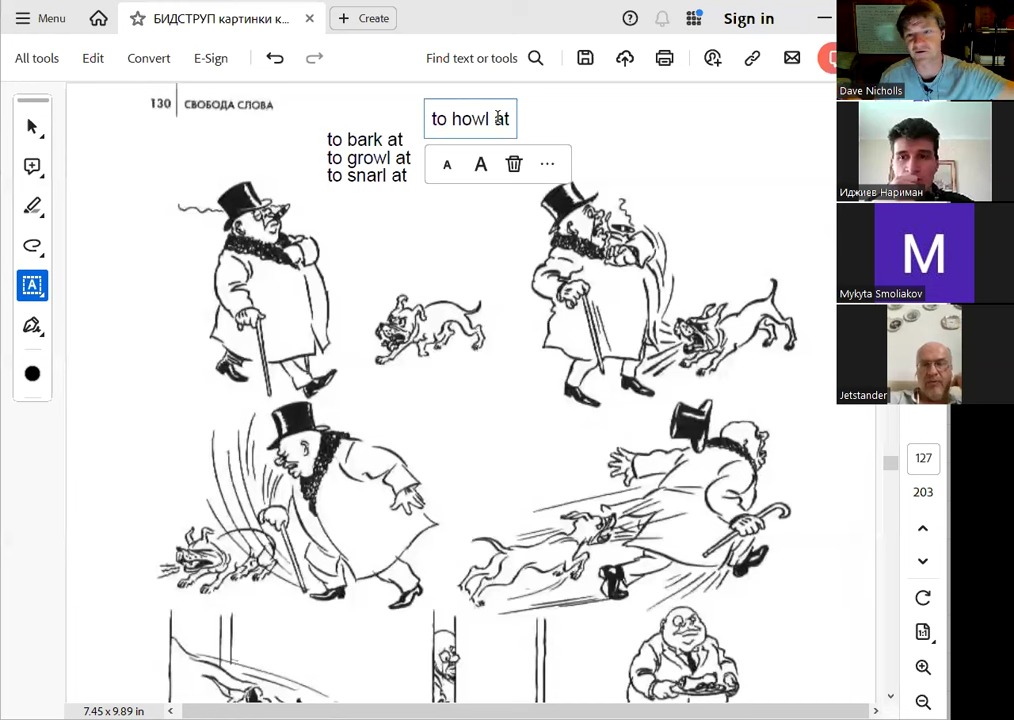 Menu
БИДСТРУП картинки к...
Create
Sign in
All tools
Edit
Convert
E-Sign
Find text or tools
130
СВОБОДА СЛОВА
to howl at
to bark at
to growl at
to snarl at
A
A
...
A
127
203
1:1
7.45 x 9.89 in
Dave Nicholls
Иджиев Нариман
M
Mykyta Smoliakov
Jetstander